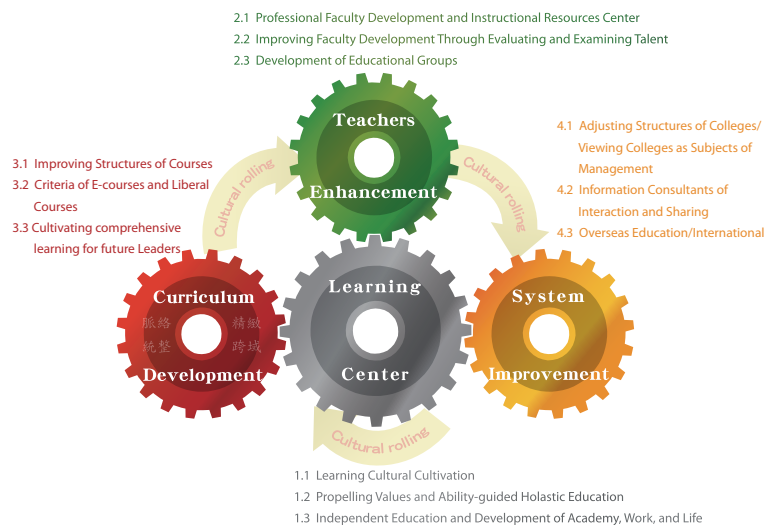 2.1 Professional Faculty Development and Instructional Resources Center
2.2 Improving Faculty Development Through Evaluating and Examining Talent
2.3 Development of Educational Groups
Teachers
Enhancement
3.1 Improving Structures of Courses
3.2 Criteria of E-courses and Liberal
Courses
3.3 Cultivating comprehensive
learning for future Leaders
Cultural rolling
Cultural rolling
4.1 Adjusting Structures of Colleges/
Viewing Colleges as Subjects of
Management
4.2 Information Consultants of
Interaction and Sharing
4.3 Overseas Education/International
Curriculum
脈絡 精緻
統整 跨域
Development
Learning
Center
System
Improvement
Cultural rolling
1.1 Learning Cultural Cultivation
1.2 Propelling Values and Ability-guided Holastic Education
1.3 Independent Education and Development of Academy, Work, and Life